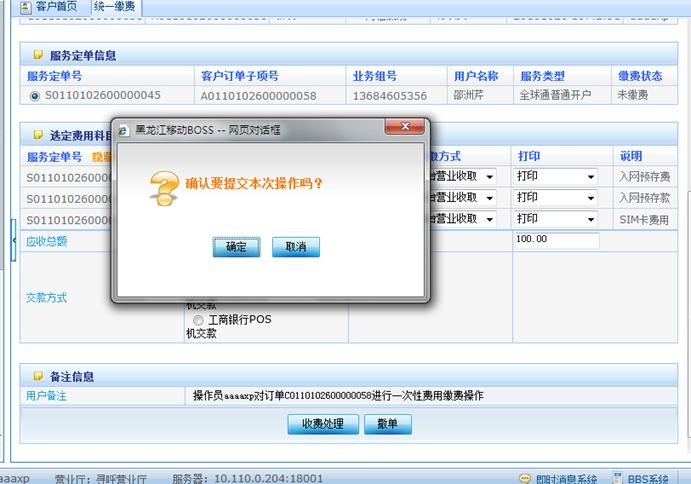 客户首页 统一缴费
服务定单信息
服务定单号 客户订单子项号 业务组号 用户名称 服务类型 缴费状态
S0110102600000045 A0110102600000058 13684605356 邵洲芹 全球通普通开户 未缴费
黑龙江移动BOSS -- 网页对话框
确认要提交本次操作吗？
确定 取消
选定费用科目
服务定单号 隐藏 取方式 打印 说明
S01101026000 营业收取 打印 入网预存费
S01101026000 营业收取 打印 入网预存款
S01101026000 营业收取 打印 SIM卡费用
应收总额 100.00
交款方式
机交款
工商银行POS
机交款
备注信息
用户备注 操作员aaaaxp对订单C0110102600000058进行一次性费用缴费操作
收费处理 撤单
aaaxp 营业厅：寻呼营业厅 服务器：10.110.0.204:18001 即时消息系统 BBS系统